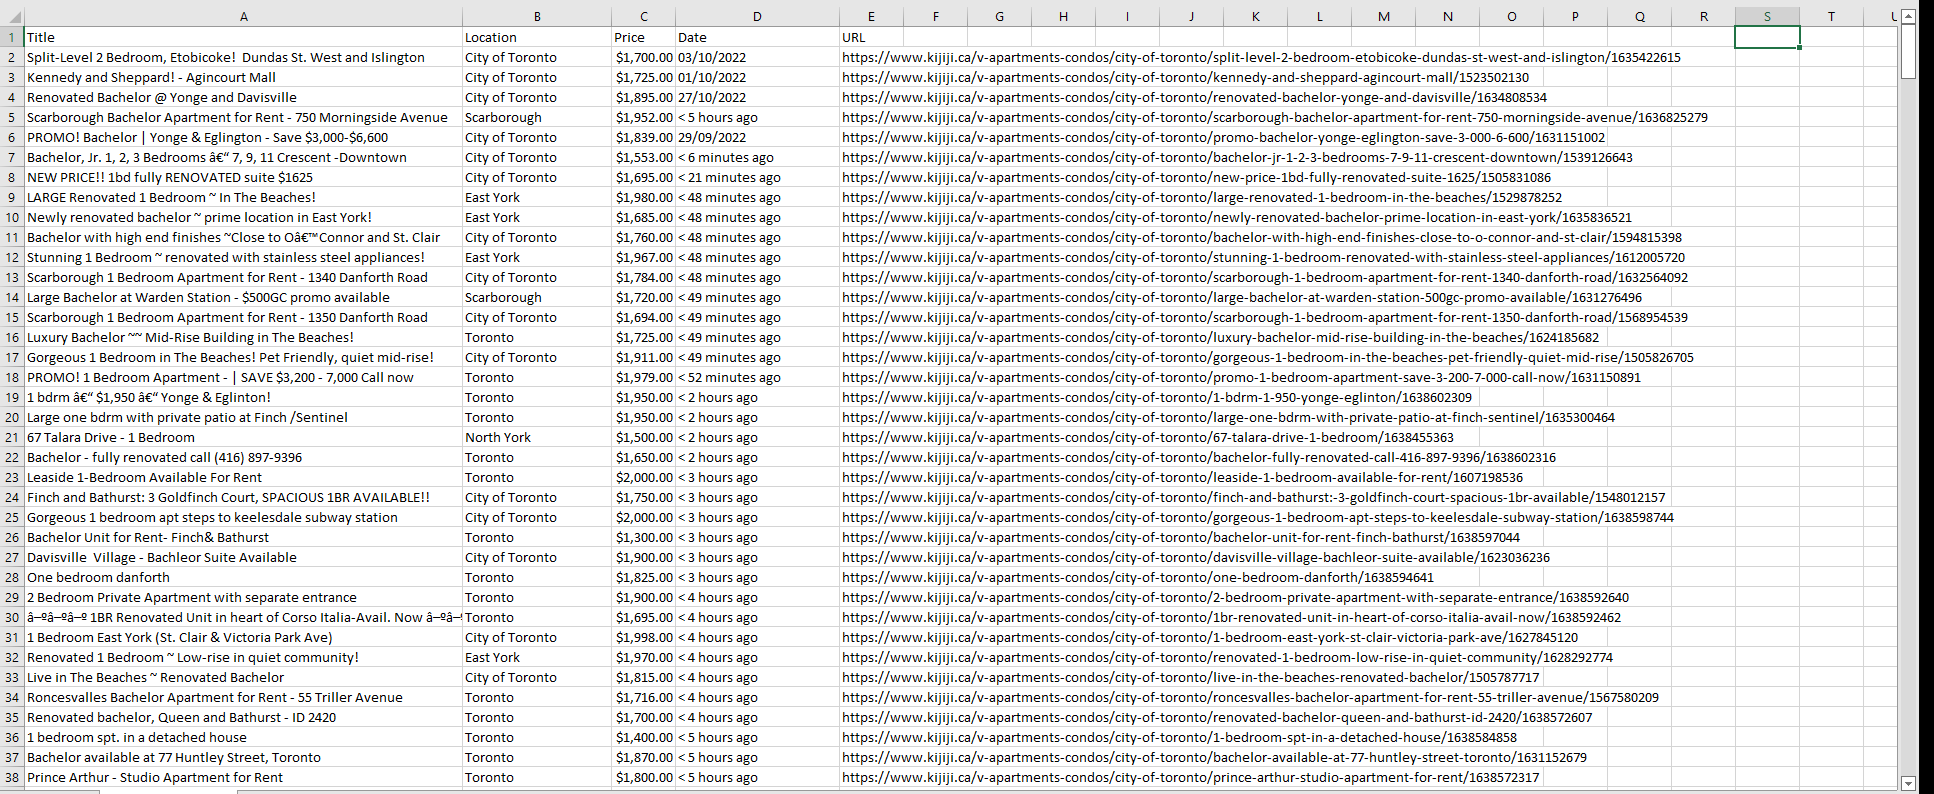 A B C D E F G H I J K L M N O P Q R S T U
1 Title Location Price Date URL
2 Split-Level 2 Bedroom, Etobicoke!  Dundas St. West and Islington City of Toronto $1,700.00 03/10/2022 https://www.kijiji.ca/v-apartments-condos/city-of-toronto/split-level-2-bedroom-etobicoke-dundas-st-west-and-islington/1635422615
3 Kennedy and Sheppard! - Agincourt Mall City of Toronto $1,725.00 01/10/2022 https://www.kijiji.ca/v-apartments-condos/city-of-toronto/kennedy-and-sheppard-agincourt-mall/1523502130
4 Renovated Bachelor @ Yonge and Davisville City of Toronto $1,895.00 27/10/2022 https://www.kijiji.ca/v-apartments-condos/city-of-toronto/renovated-bachelor-yonge-and-davisville/1634808534
5 Scarborough Bachelor Apartment for Rent - 750 Morningside Avenue Scarborough $1,952.00 < 5 hours ago https://www.kijiji.ca/v-apartments-condos/city-of-toronto/scarborough-bachelor-apartment-for-rent-750-morningside-avenue/1636825279
6 PROMO! Bachelor | Yonge & Eglington - Save $3,000-$6,600 City of Toronto $1,839.00 29/09/2022 https://www.kijiji.ca/v-apartments-condos/city-of-toronto/promo-bachelor-yonge-eglington-save-3-000-6-600/1631151002
7 Bachelor, Jr. 1, 2, 3 Bedrooms â€“ 7, 9, 11 Crescent -Downtown City of Toronto $1,553.00 < 6 minutes ago https://www.kijiji.ca/v-apartments-condos/city-of-toronto/bachelor-jr-1-2-3-bedrooms-7-9-11-crescent-downtown/1539126643
8 NEW PRICE!! 1bd fully RENOVATED suite $1625 City of Toronto $1,695.00 < 21 minutes ago https://www.kijiji.ca/v-apartments-condos/city-of-toronto/new-price-1bd-fully-renovated-suite-1625/1505831086
9 LARGE Renovated 1 Bedroom ~ In The Beaches! East York $1,980.00 < 48 minutes ago https://www.kijiji.ca/v-apartments-condos/city-of-toronto/large-renovated-1-bedroom-in-the-beaches/1529878252
10 Newly renovated bachelor ~ prime location in East York! East York $1,685.00 < 48 minutes ago https://www.kijiji.ca/v-apartments-condos/city-of-toronto/newly-renovated-bachelor-prime-location-in-east-york/1635836521
11 Bachelor with high end finishes ~Close to Oâ€™Connor and St. Clair City of Toronto $1,760.00 < 48 minutes ago https://www.kijiji.ca/v-apartments-condos/city-of-toronto/bachelor-with-high-end-finishes-close-to-o-connor-and-st-clair/1594815398
12 Stunning 1 Bedroom ~ renovated with stainless steel appliances! East York $1,967.00 < 48 minutes ago https://www.kijiji.ca/v-apartments-condos/city-of-toronto/stunning-1-bedroom-renovated-with-stainless-steel-appliances/1612005720
13 Scarborough 1 Bedroom Apartment for Rent - 1340 Danforth Road City of Toronto $1,784.00 < 48 minutes ago https://www.kijiji.ca/v-apartments-condos/city-of-toronto/scarborough-1-bedroom-apartment-for-rent-1340-danforth-road/1632564092
14 Large Bachelor at Warden Station - $500GC promo available Scarborough $1,720.00 < 49 minutes ago https://www.kijiji.ca/v-apartments-condos/city-of-toronto/large-bachelor-at-warden-station-500gc-promo-available/1631276496
15 Scarborough 1 Bedroom Apartment for Rent - 1350 Danforth Road City of Toronto $1,694.00 < 49 minutes ago https://www.kijiji.ca/v-apartments-condos/city-of-toronto/scarborough-1-bedroom-apartment-for-rent-1350-danforth-road/1568954539
16 Luxury Bachelor ~~ Mid-Rise Building in The Beaches! Toronto $1,725.00 < 49 minutes ago https://www.kijiji.ca/v-apartments-condos/city-of-toronto/luxury-bachelor-mid-rise-building-in-the-beaches/1624185682
17 Gorgeous 1 Bedroom in The Beaches! Pet Friendly, quiet mid-rise! City of Toronto $1,911.00 < 49 minutes ago https://www.kijiji.ca/v-apartments-condos/city-of-toronto/gorgeous-1-bedroom-in-the-beaches-pet-friendly-quiet-mid-rise/1505826705
18 PROMO! 1 Bedroom Apartment - | SAVE $3,200 - 7,000 Call now Toronto $1,979.00 < 52 minutes ago https://www.kijiji.ca/v-apartments-condos/city-of-toronto/promo-1-bedroom-apartment-save-3-200-7-000-call-now/1631150891
19 1 bdrm â€“ $1,950 â€“ Yonge & Eglinton! Toronto $1,950.00 < 2 hours ago https://www.kijiji.ca/v-apartments-condos/city-of-toronto/1-bdrm-1-950-yonge-eglinton/1638602309
20 Large one bdrm with private patio at Finch /Sentinel Toronto $1,950.00 < 2 hours ago https://www.kijiji.ca/v-apartments-condos/city-of-toronto/large-one-bdrm-with-private-patio-at-finch-sentinel/1635300464
21 67 Talara Drive - 1 Bedroom North York $1,500.00 < 2 hours ago https://www.kijiji.ca/v-apartments-condos/city-of-toronto/67-talara-drive-1-bedroom/1638455363
22 Bachelor - fully renovated call (416) 897-9396 Toronto $1,650.00 < 2 hours ago https://www.kijiji.ca/v-apartments-condos/city-of-toronto/bachelor-fully-renovated-call-416-897-9396/1638602316
23 Leaside 1-Bedroom Available For Rent Toronto $2,000.00 < 3 hours ago https://www.kijiji.ca/v-apartments-condos/city-of-toronto/leaside-1-bedroom-available-for-rent/1607198536
24 Finch and Bathurst: 3 Goldfinch Court, SPACIOUS 1BR AVAILABLE!! City of Toronto $1,750.00 < 3 hours ago https://www.kijiji.ca/v-apartments-condos/city-of-toronto/finch-and-bathurst:-3-goldfinch-court-spacious-1br-available/1548012157
25 Gorgeous 1 bedroom apt steps to keelesdale subway station City of Toronto $2,000.00 < 3 hours ago https://www.kijiji.ca/v-apartments-condos/city-of-toronto/gorgeous-1-bedroom-apt-steps-to-keelesdale-subway-station/1638598744
26 Bachelor Unit for Rent- Finch& Bathurst Toronto $1,300.00 < 3 hours ago https://www.kijiji.ca/v-apartments-condos/city-of-toronto/bachelor-unit-for-rent-finch-bathurst/1638597044
27 Davisville  Village - Bachleor Suite Available City of Toronto $1,900.00 < 3 hours ago https://www.kijiji.ca/v-apartments-condos/city-of-toronto/davisville-village-bachleor-suite-available/1623036236
28 One bedroom danforth Toronto $1,825.00 < 3 hours ago https://www.kijiji.ca/v-apartments-condos/city-of-toronto/one-bedroom-danforth/1638594641
29 2 Bedroom Private Apartment with separate entrance Toronto $1,900.00 < 4 hours ago https://www.kijiji.ca/v-apartments-condos/city-of-toronto/2-bedroom-private-apartment-with-separate-entrance/1638592640
30 â–ºâ–ºâ–º 1BR Renovated Unit in heart of Corso Italia-Avail. Now â–ºâ–º Toronto $1,695.00 < 4 hours ago https://www.kijiji.ca/v-apartments-condos/city-of-toronto/1br-renovated-unit-in-heart-of-corso-italia-avail-now/1638592462
31 1 Bedroom East York (St. Clair & Victoria Park Ave) City of Toronto $1,998.00 < 4 hours ago https://www.kijiji.ca/v-apartments-condos/city-of-toronto/1-bedroom-east-york-st-clair-victoria-park-ave/1627845120
32 Renovated 1 Bedroom ~ Low-rise in quiet community! East York $1,970.00 < 4 hours ago https://www.kijiji.ca/v-apartments-condos/city-of-toronto/renovated-1-bedroom-low-rise-in-quiet-community/1628292774
33 Live in The Beaches ~ Renovated Bachelor City of Toronto $1,815.00 < 4 hours ago https://www.kijiji.ca/v-apartments-condos/city-of-toronto/live-in-the-beaches-renovated-bachelor/1505787717
34 Roncesvalles Bachelor Apartment for Rent - 55 Triller Avenue Toronto $1,716.00 < 4 hours ago https://www.kijiji.ca/v-apartments-condos/city-of-toronto/roncesvalles-bachelor-apartment-for-rent-55-triller-avenue/1567580209
35 Renovated bachelor, Queen and Bathurst - ID 2420 Toronto $1,700.00 < 4 hours ago https://www.kijiji.ca/v-apartments-condos/city-of-toronto/renovated-bachelor-queen-and-bathurst-id-2420/1638572607
36 1 bedroom spt. in a detached house Toronto $1,400.00 < 5 hours ago https://www.kijiji.ca/v-apartments-condos/city-of-toronto/1-bedroom-spt-in-a-detached-house/1638584858
37 Bachelor available at 77 Huntley Street, Toronto Toronto $1,870.00 < 5 hours ago https://www.kijiji.ca/v-apartments-condos/city-of-toronto/bachelor-available-at-77-huntley-street-toronto/1631152679
38 Prince Arthur - Studio Apartment for Rent Toronto $1,800.00 < 5 hours ago https://www.kijiji.ca/v-apartments-condos/city-of-toronto/prince-arthur-studio-apartment-for-rent/1638572317